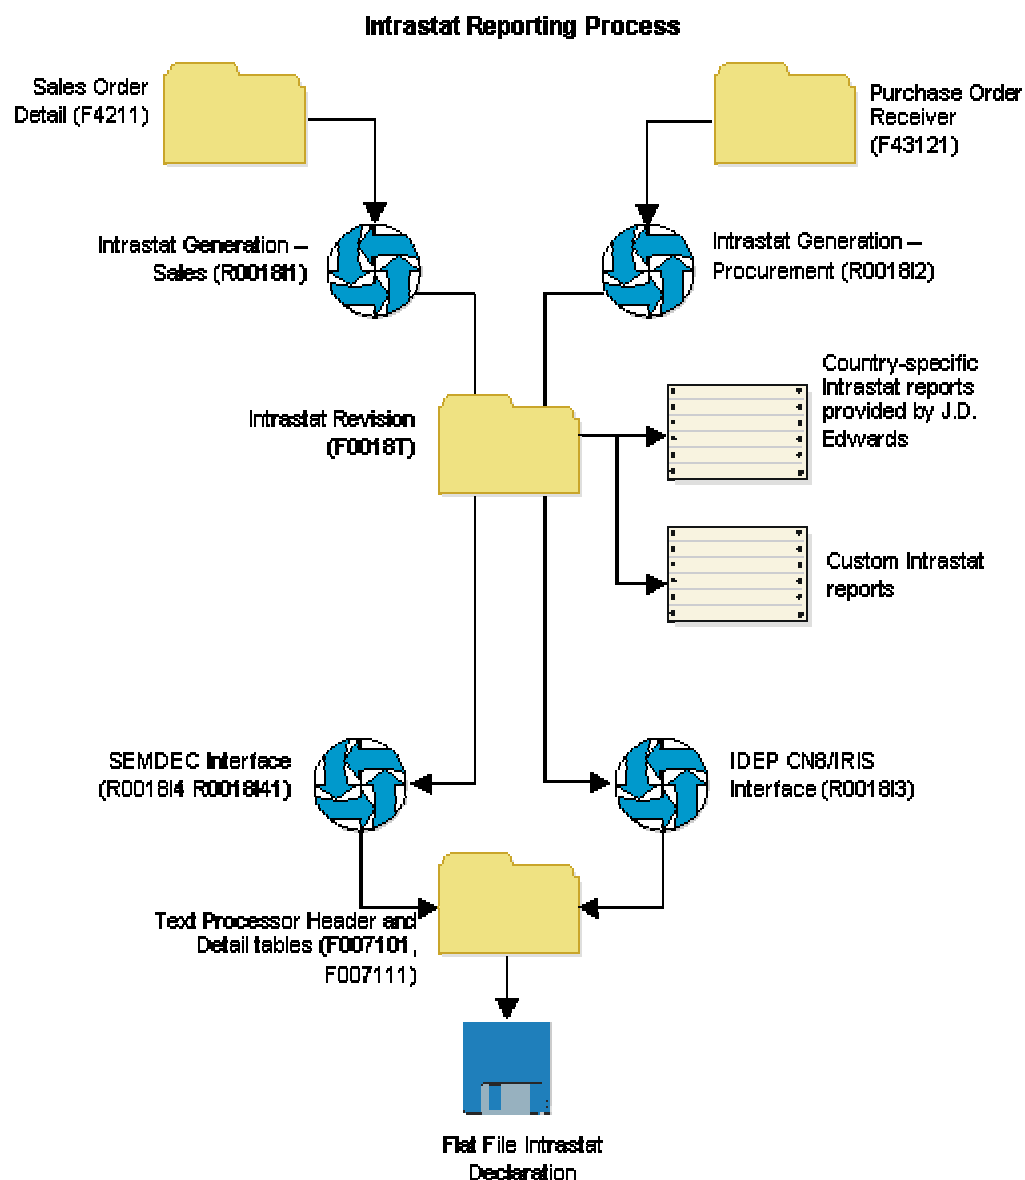 Intrastat Reporting Process
Sales Order
Detail (F4211)
Purchase Order
Receiver
(F43121)
Intrastat Generation –
Sales (R0018I1)
Intrastat Generation –
Procurement (R0018I2)
Country-specific
Intrastat reports
provided by J.D.
Edwards
Intrastat Revision
(F0018T)
Custom Intrastat
reports
SEMDEC Interface
(R0018I4 R0018I41)
IDEP CN8/IRIS
Interface (R0018I3)
Text Processor Header and
Detail tables (F007101,
F007111)
Flat File Intrastat
Declaration